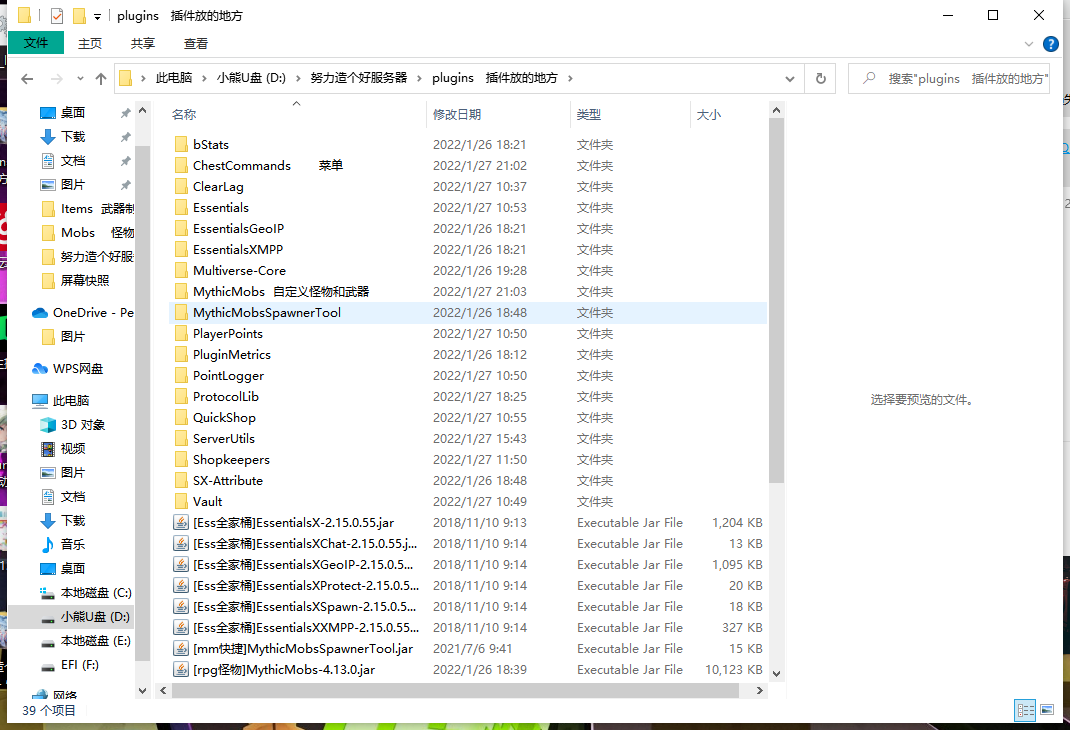 plugins 插件放的地方
文件 主页 共享 查看
此电脑 › 小熊U盘 (D:) › 努力造个好服务器 › plugins 插件放的地方 ›
搜索"plugins 插件放的地方"
桌面
下载
文档
图片
Items 武器制
Mobs 怪物
努力造个好服
屏幕快照
OneDrive - Pe
图片
WPS网盘
此电脑
3D 对象
视频
图片
文档
下载
音乐
桌面
本地磁盘 (C:)
小熊U盘 (D:)
本地磁盘 (E:)
EFI (F:)
网络
名称 修改日期 类型 大小
bStats 2022/1/26 18:21 文件夹
ChestCommands 菜单 2022/1/27 21:02 文件夹
ClearLag 2022/1/27 10:37 文件夹
Essentials 2022/1/27 10:53 文件夹
EssentialsGeoIP 2022/1/26 18:21 文件夹
EssentialsXMPP 2022/1/26 18:21 文件夹
Multiverse-Core 2022/1/26 19:28 文件夹
MythicMobs 自定义怪物和武器 2022/1/27 21:03 文件夹
MythicMobsSpawnerTool 2022/1/26 18:48 文件夹
PlayerPoints 2022/1/27 10:50 文件夹
PluginMetrics 2022/1/26 18:12 文件夹
PointLogger 2022/1/27 10:50 文件夹
ProtocolLib 2022/1/27 18:25 文件夹
QuickShop 2022/1/27 10:55 文件夹
ServerUtils 2022/1/27 15:43 文件夹
Shopkeepers 2022/1/27 11:50 文件夹
SX-Attribute 2022/1/26 18:48 文件夹
Vault 2022/1/27 10:49 文件夹
[Ess全家桶]EssentialsX-2.15.0.55.jar 2018/11/10 9:13 Executable Jar File 1,204 KB
[Ess全家桶]EssentialsXChat-2.15.0.55.j... 2018/11/10 9:14 Executable Jar File 13 KB
[Ess全家桶]EssentialsXGeoIP-2.15.0.5... 2018/11/10 9:14 Executable Jar File 1,095 KB
[Ess全家桶]EssentialsXProtect-2.15.0.5... 2018/11/10 9:14 Executable Jar File 20 KB
[Ess全家桶]EssentialsXSpawn-2.15.0.5... 2018/11/10 9:14 Executable Jar File 18 KB
[Ess全家桶]EssentialsXXMPP-2.15.0.55... 2018/11/10 9:14 Executable Jar File 327 KB
[mm快捷]MythicMobsSpawnerTool.jar 2021/7/6 9:41 Executable Jar File 15 KB
[rpg怪物]MythicMobs-4.13.0.jar 2022/1/26 18:39 Executable Jar File 10,123 KB
选择要预览的文件。
39 个项目